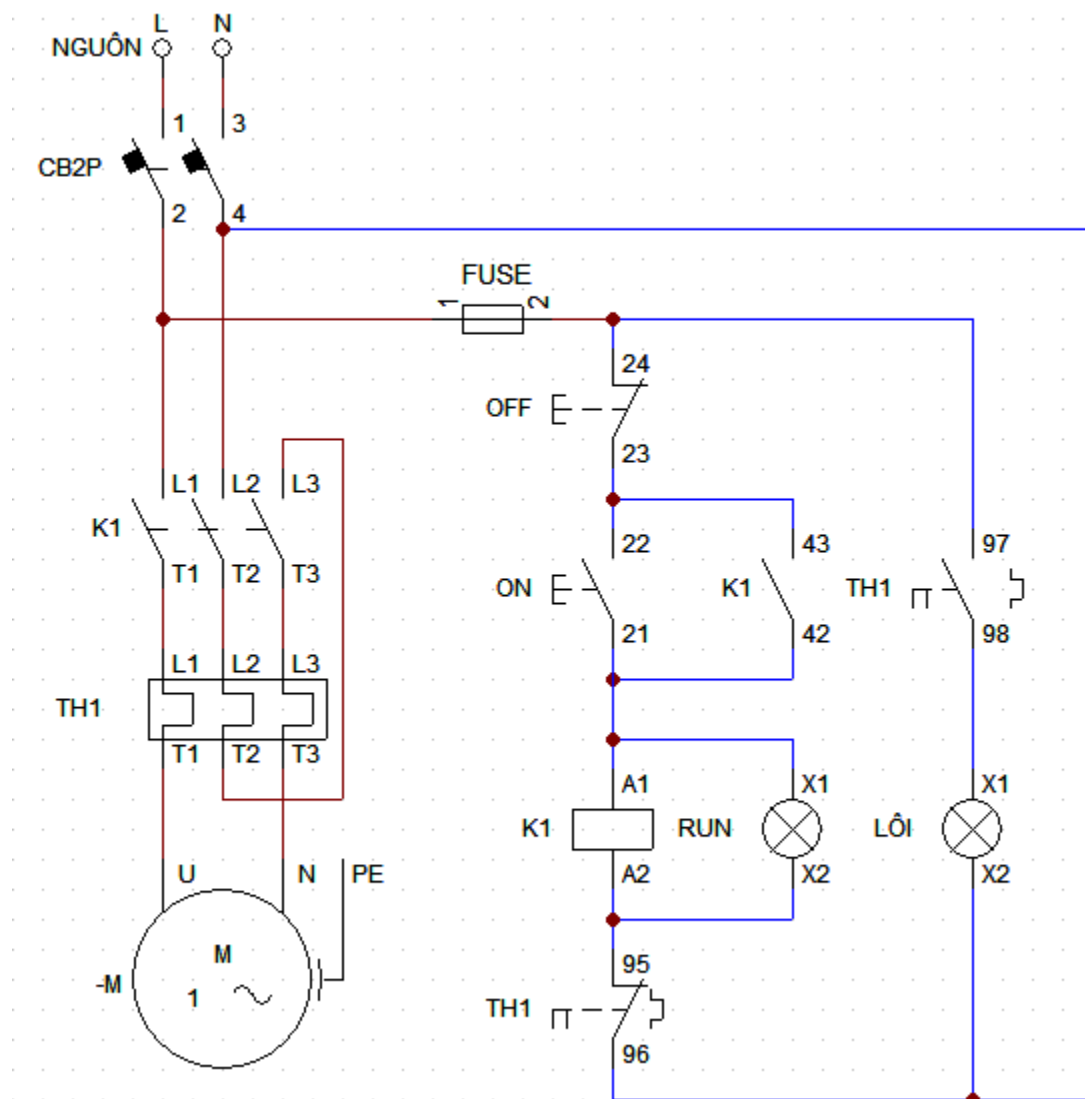 L N
NGUÔN
1 3
CB2P
2 4
FUSE
1 2
24
OFF
23
L1 L2 L3
K1
T1 T2 T3
22 43 97
ON K1 TH1
21 42 98
L1 L2 L3
TH1
T1 T2 T3
A1 X1 X1
K1 RUN LÔI
A2 X2 X2
U N PE
M
-M
1
95
TH1
96